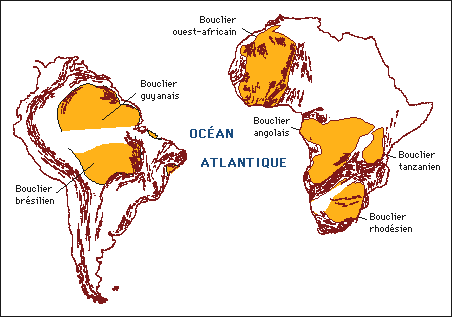 Bouclier
ouest-africain
Bouclier
guyanais
OCÉAN
ATLANTIQUE
Bouclier
angolais
Bouclier
tanzanien
Bouclier
brésilien
Bouclier
rhodésien